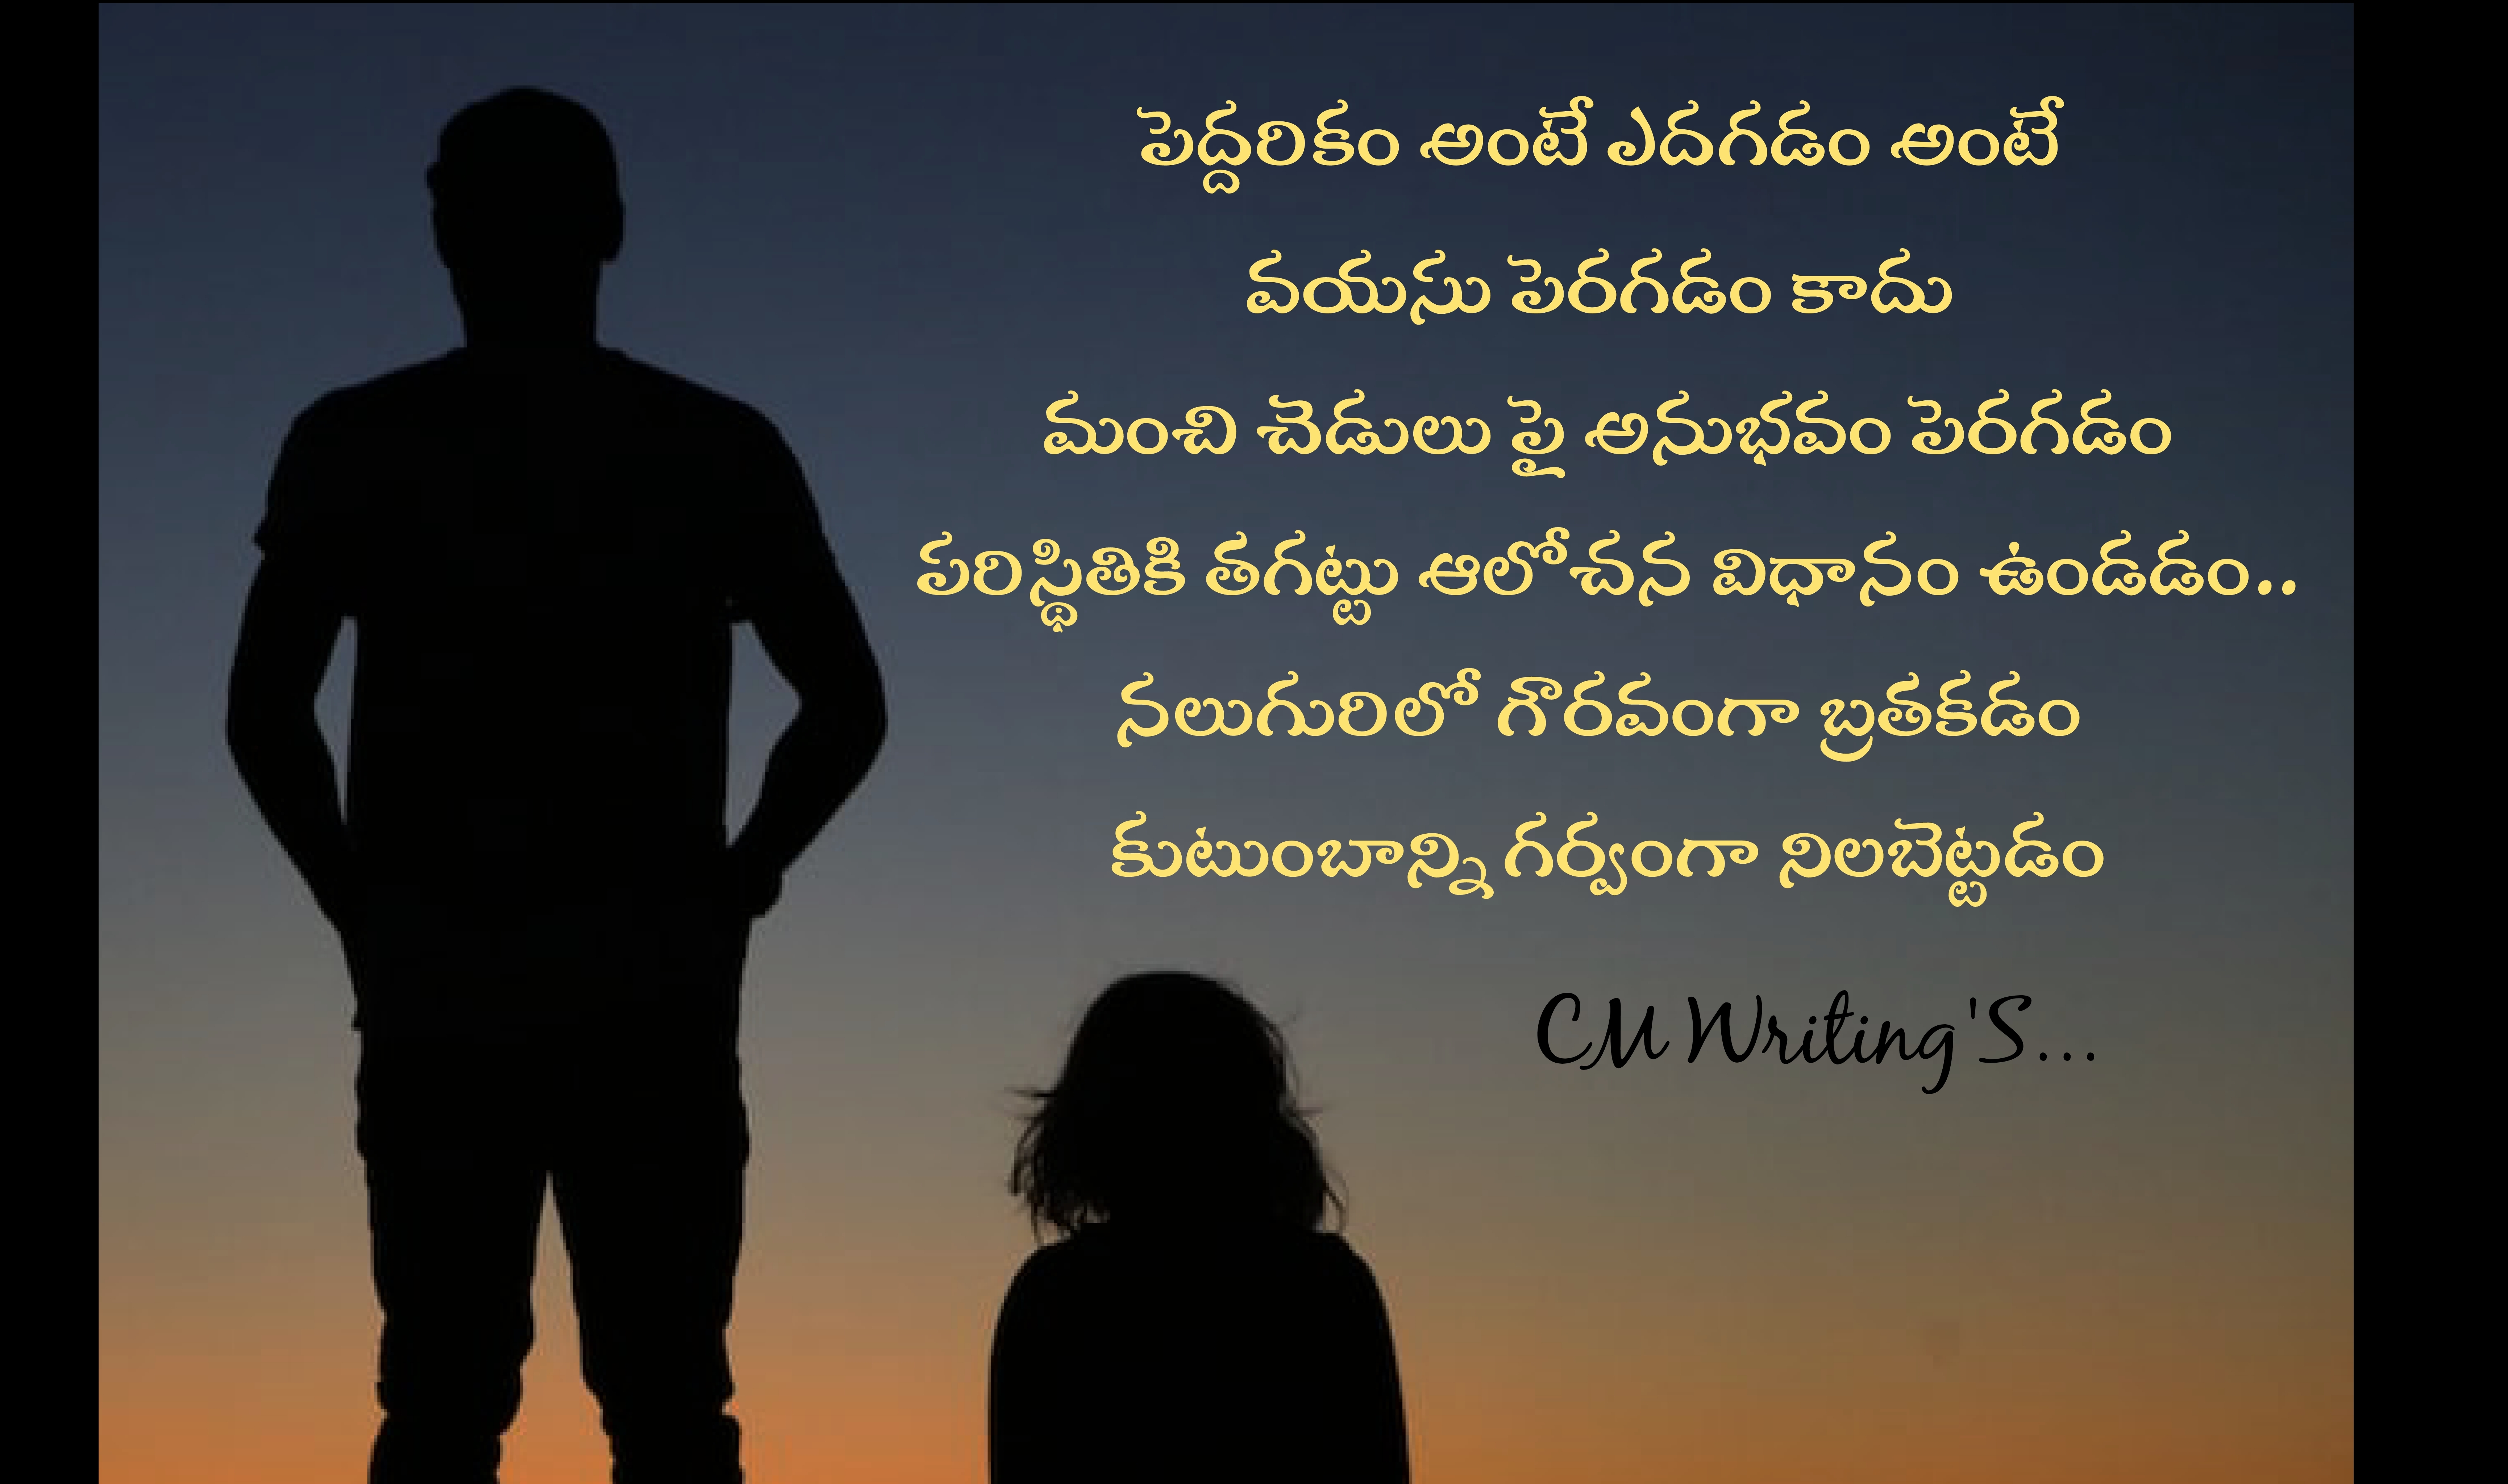 పెద్దరికం అంటే ఎదగడం అంటే
వయసు పెరగడం కాదు
మంచి చెడులు పై అనుభవం పెరగడం
పరిస్థితికి తగట్టు ఆలోచన విధానం ఉండడం..
నలుగురిలో గౌరవంగా బ్రతకడం
కుటుంబాన్ని గర్వంగా నిలబెట్టడం
CM Writing'S...